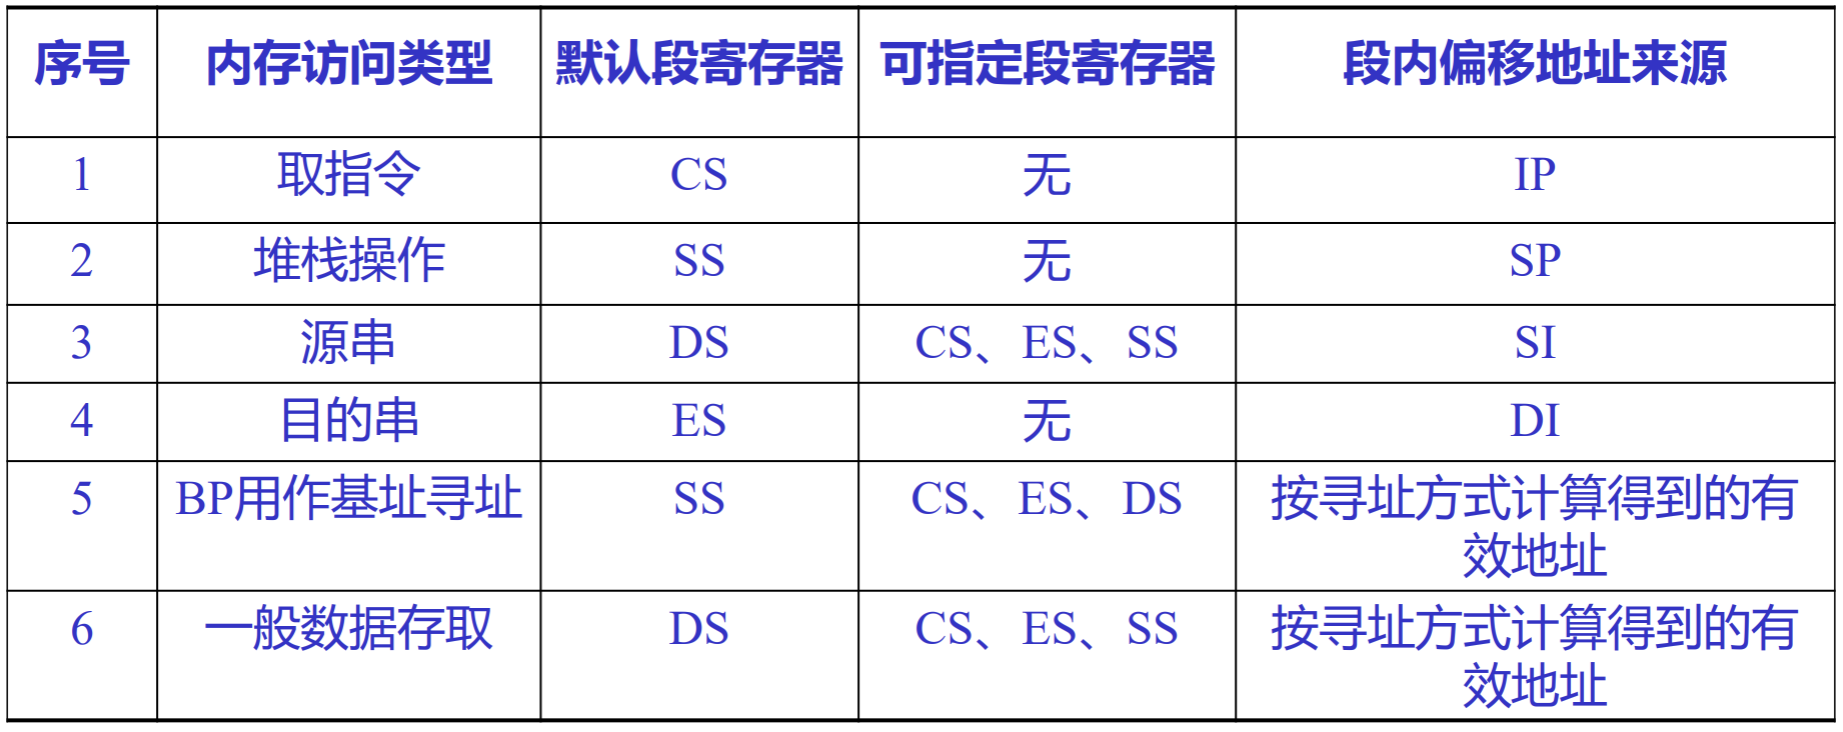 序号 内存访问类型 默认段寄存器 可指定段寄存器 段内偏移地址来源
1 取指令 CS 无 IP
2 堆栈操作 SS 无 SP
3 源串 DS CS、ES、SS SI
4 目的串 ES 无 DI
5 BP用作基址寻址 SS CS、ES、DS 按寻址方式计算得到的有
效地址
6 一般数据存取 DS CS、ES、SS 按寻址方式计算得到的有
效地址